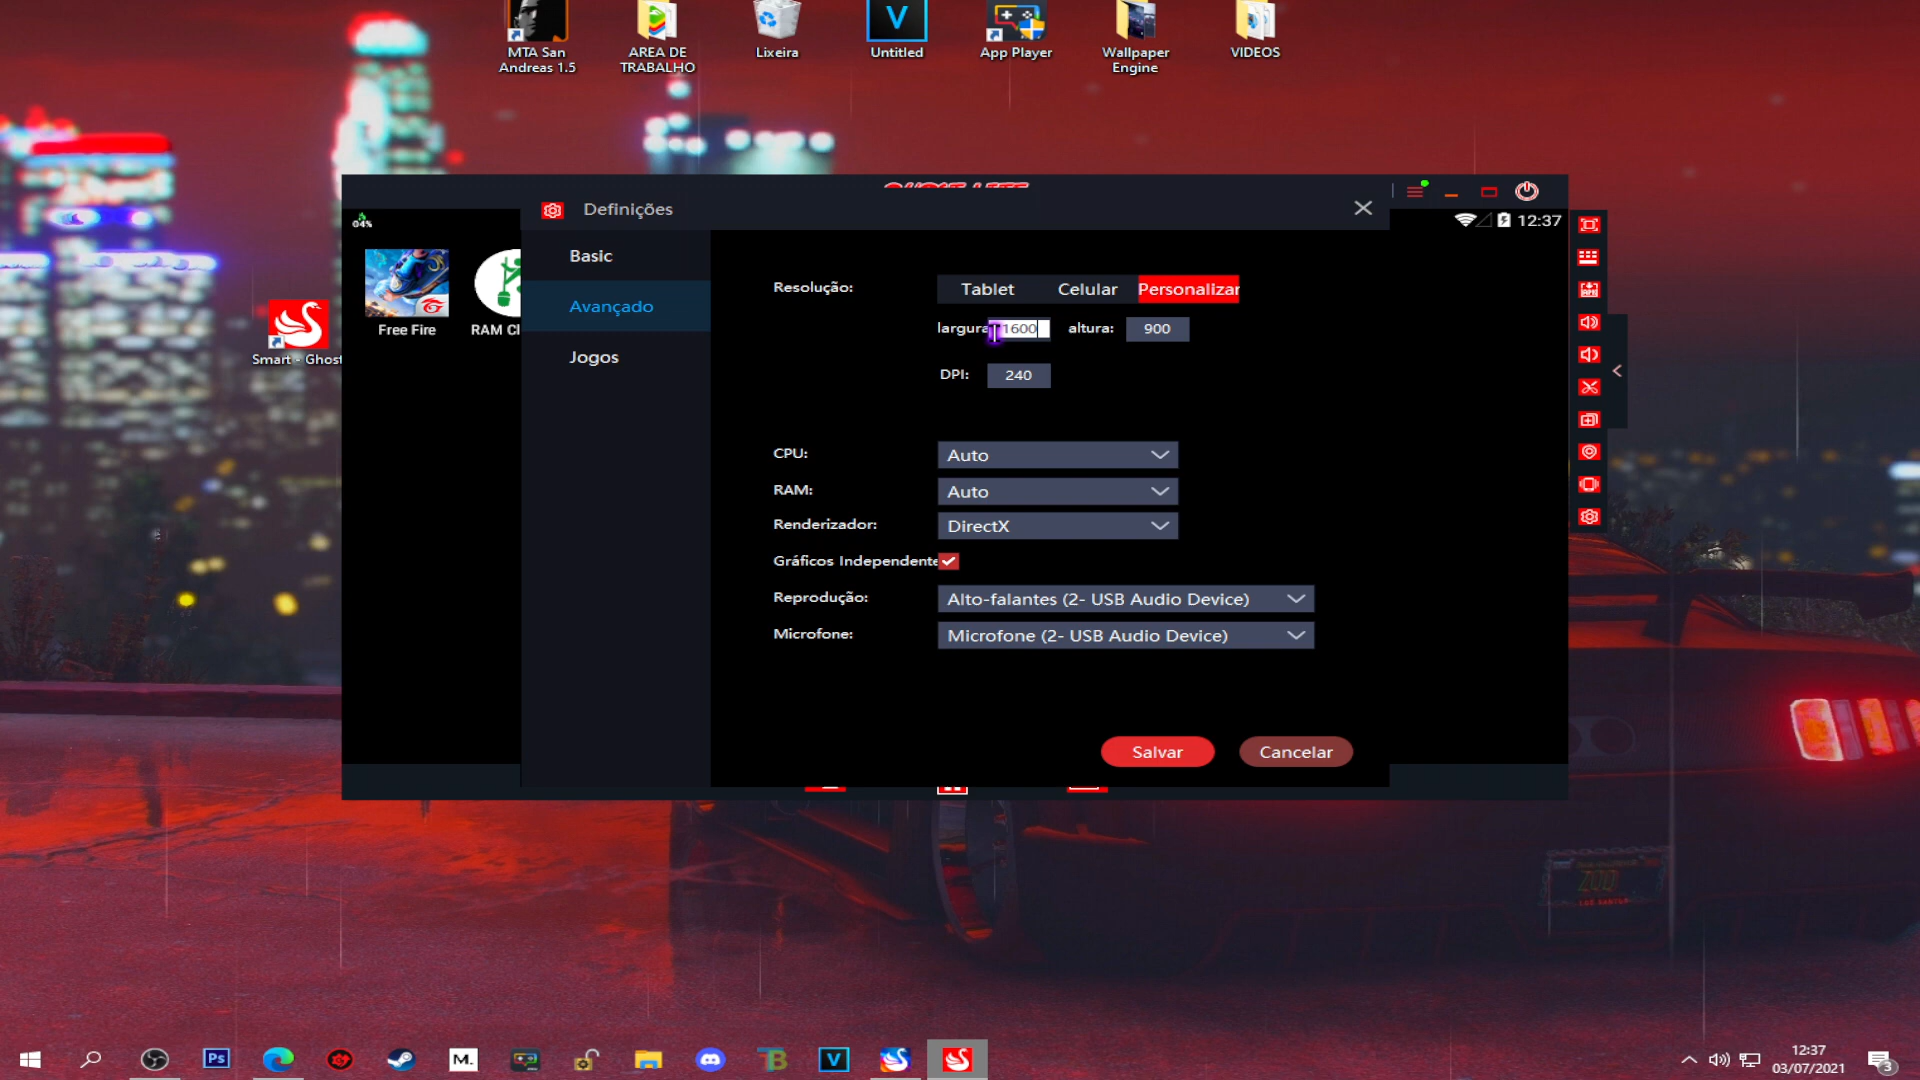 MTA San
Andreas 1.5
AREA DE
TRABALHO
Lixeira
Untitled
App Player
Wallpaper
Engine
VIDEOS
Definições
04%
12:37
Basic
Avançado
Jogos
Free Fire
RAM Cl
Smart - Ghost
Resolução:
Tablet
Celular
Personalizar
largura
1600
altura:
900
DPI:
240
CPU:
Auto
RAM:
Auto
Renderizador:
DirectX
Gráficos Independente
Reprodução:
Alto-falantes (2- USB Audio Device)
Microfone:
Microfone (2- USB Audio Device)
Salvar
Cancelar
Ps
M.
V
12:37
03/07/2021
3